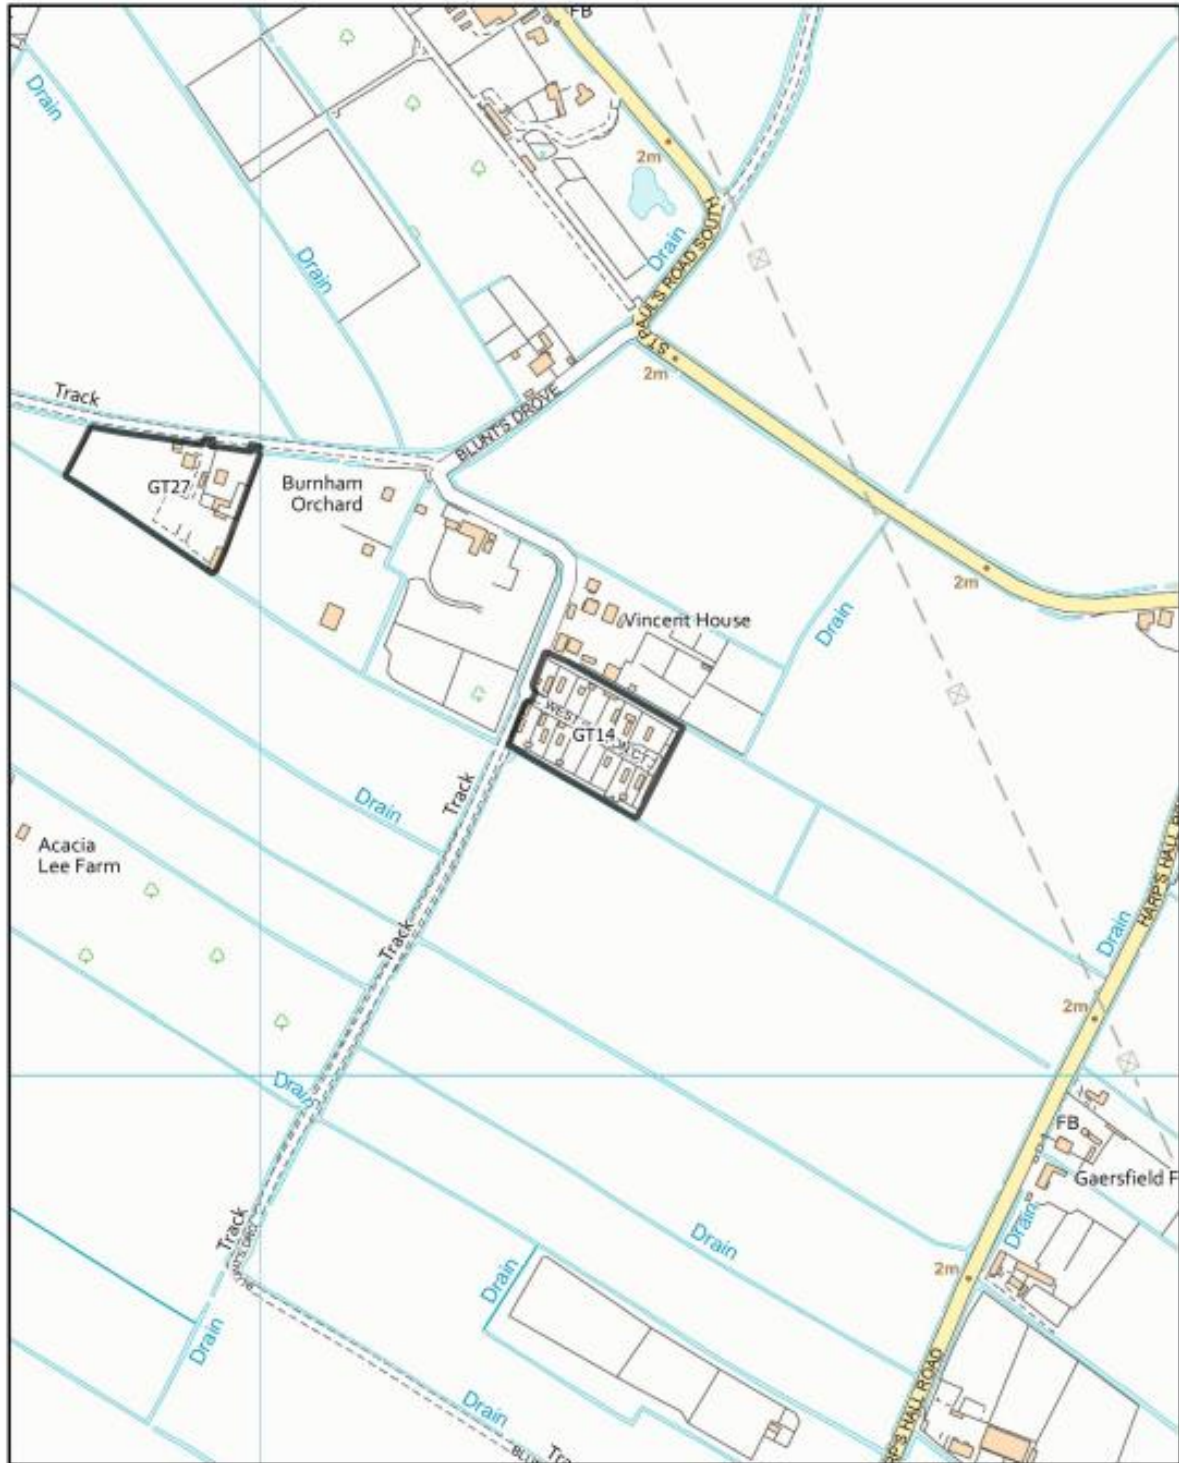 FB
Drain
2m
ST PAUL'S ROAD SOUTH
Drain
Drain
2m
Track
BLUNT'S DROVE
GT27
Burnham
Orchard
2m
Vincent House
Drain
WEST
GT14
CT
Drain
Track
Acacia
Lee Farm
Track
HARP'S HALL
Drain
2m
Drain
FB
Gaersfield F
Track
Drain
Drain
Drain
2m
Drain
HARP'S HALL ROAD
Drain